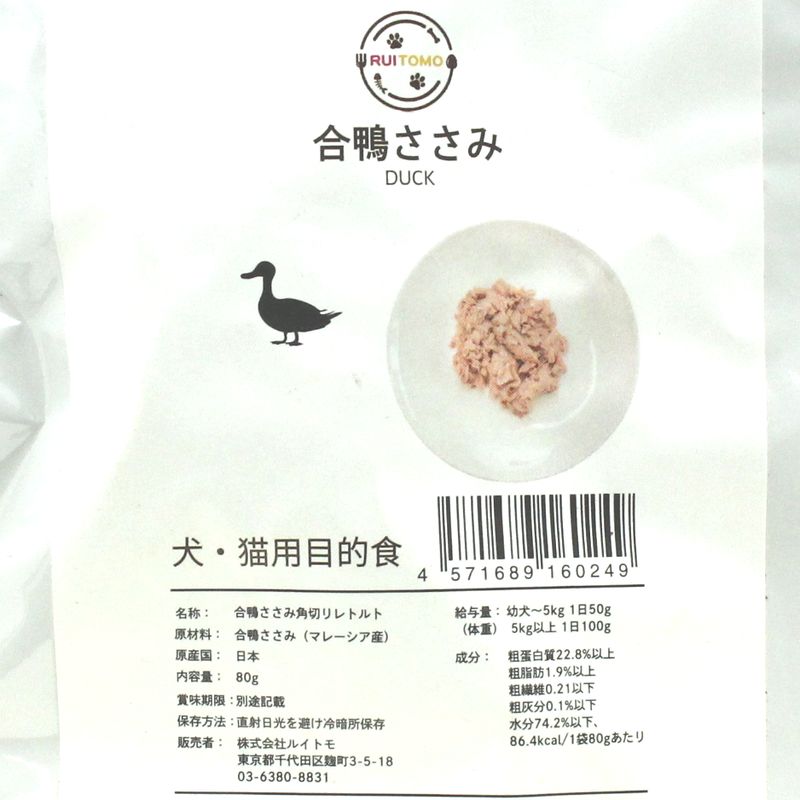 RUITOMO
合鴨ささみ
DUCK
犬・猫用目的食
4 571689 160249
名称： 合鴨ささみ角切リレトルト
原材料： 合鴨ささみ（マレーシア産）
原産国： 日本
内容量： 80g
賞味期限：別途記載
保存方法：直射日光を避け冷暗所保存
販売者： 株式会社ルイトモ
東京都千代田区麹町3-5-18
03-6380-8831
給与量：幼犬～5kg 1日50g
（体重） 5kg以上 1日100g
成分： 粗蛋白質22.8%以上
粗脂肪1.9%以上
粗繊維0.21以下
粗灰分0.1%以下
水分74.2%以下、
86.4kcal/1袋80gあたり